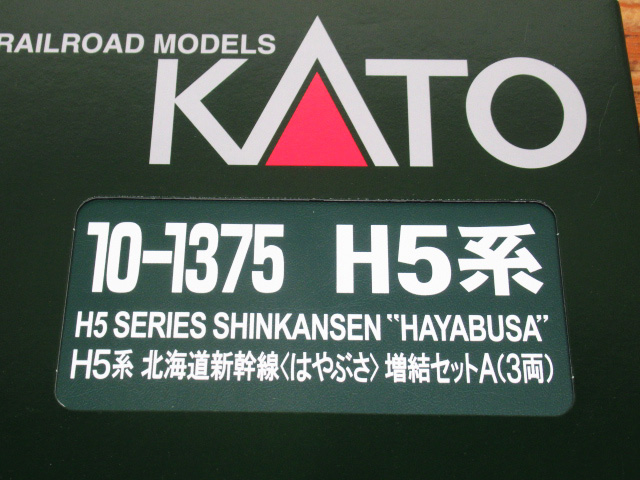 RAILROAD MODELS
KATO
10-1375 H5系
H5 SERIES SHINKANSEN “HAYABUSA”
H5系 北海道新幹線〈はやぶさ〉増結セットA(3両)